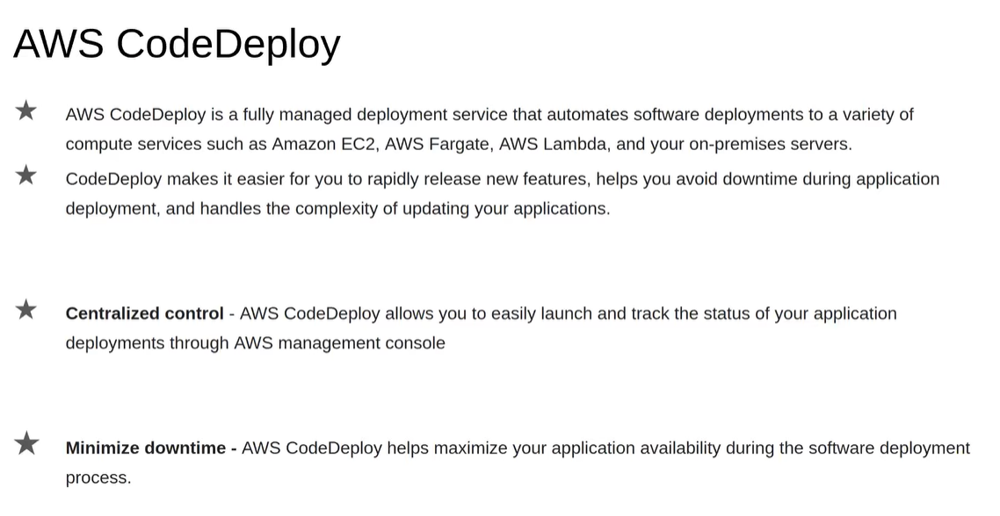 AWS CodeDeploy
AWS CodeDeploy is a fully managed deployment service that automates software deployments to a variety of
compute services such as Amazon EC2, AWS Fargate, AWS Lambda, and your on-premises servers.
CodeDeploy makes it easier for you to rapidly release new features, helps you avoid downtime during application
deployment, and handles the complexity of updating your applications.
Centralized control - AWS CodeDeploy allows you to easily launch and track the status of your application
deployments through AWS management console
Minimize downtime - AWS CodeDeploy helps maximize your application availability during the software deployment
process.